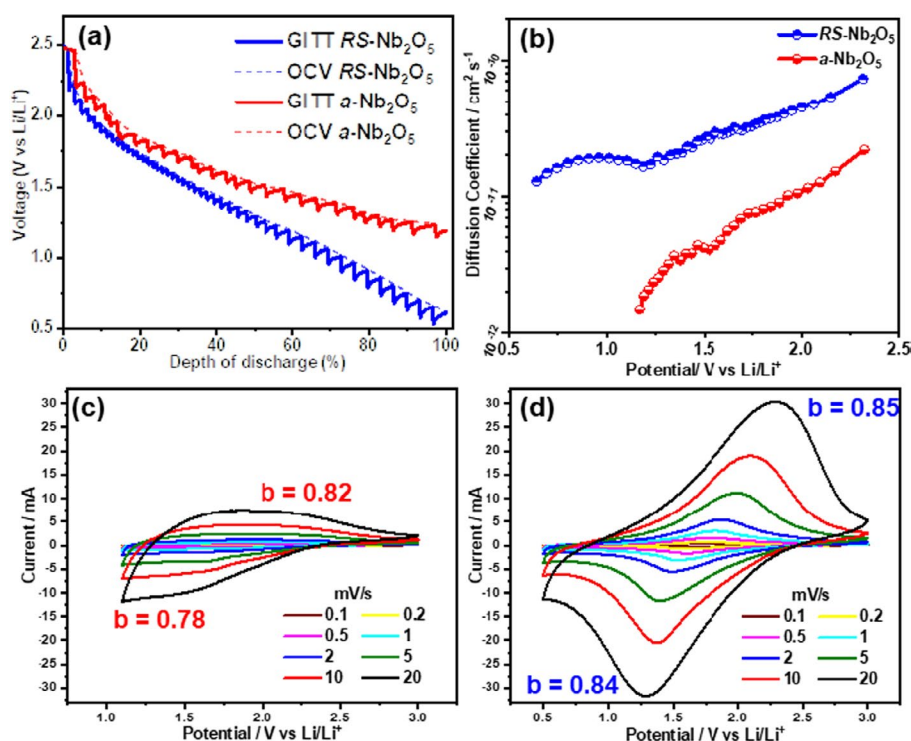 (a)
GITT RS-Nb₂O₅
OCV RS-Nb₂O₅
GITT a-Nb₂O₅
OCV a-Nb₂O₅
Voltage (V vs Li/Li⁺)
2.5
2.0
1.5
1.0
0.5
0 20 40 60 80 100
Depth of discharge (%)
(b)
RS-Nb₂O₅
a-Nb₂O₅
Diffusion Coefficient / cm² s⁻¹
10⁻¹⁰
10⁻¹¹
10⁻¹²
0.5 1.0 1.5 2.0 2.5
Potential/ V vs Li/Li⁺
(c)
b = 0.82
b = 0.78
Current / mA
30
25
20
15
10
5
0
-5
-10
-15
-20
-25
-30
mV/s
0.1 0.2
0.5 1
2 5
10 20
1.0 1.5 2.0 2.5 3.0
Potential / V vs Li/Li⁺
(d)
b = 0.85
b = 0.84
Current / mA
30
25
20
15
10
5
0
-5
-10
-15
-20
-25
-30
mV/s
0.1 0.2
0.5 1
2 5
10 20
0.5 1.0 1.5 2.0 2.5 3.0
Potential / V vs Li/Li⁺